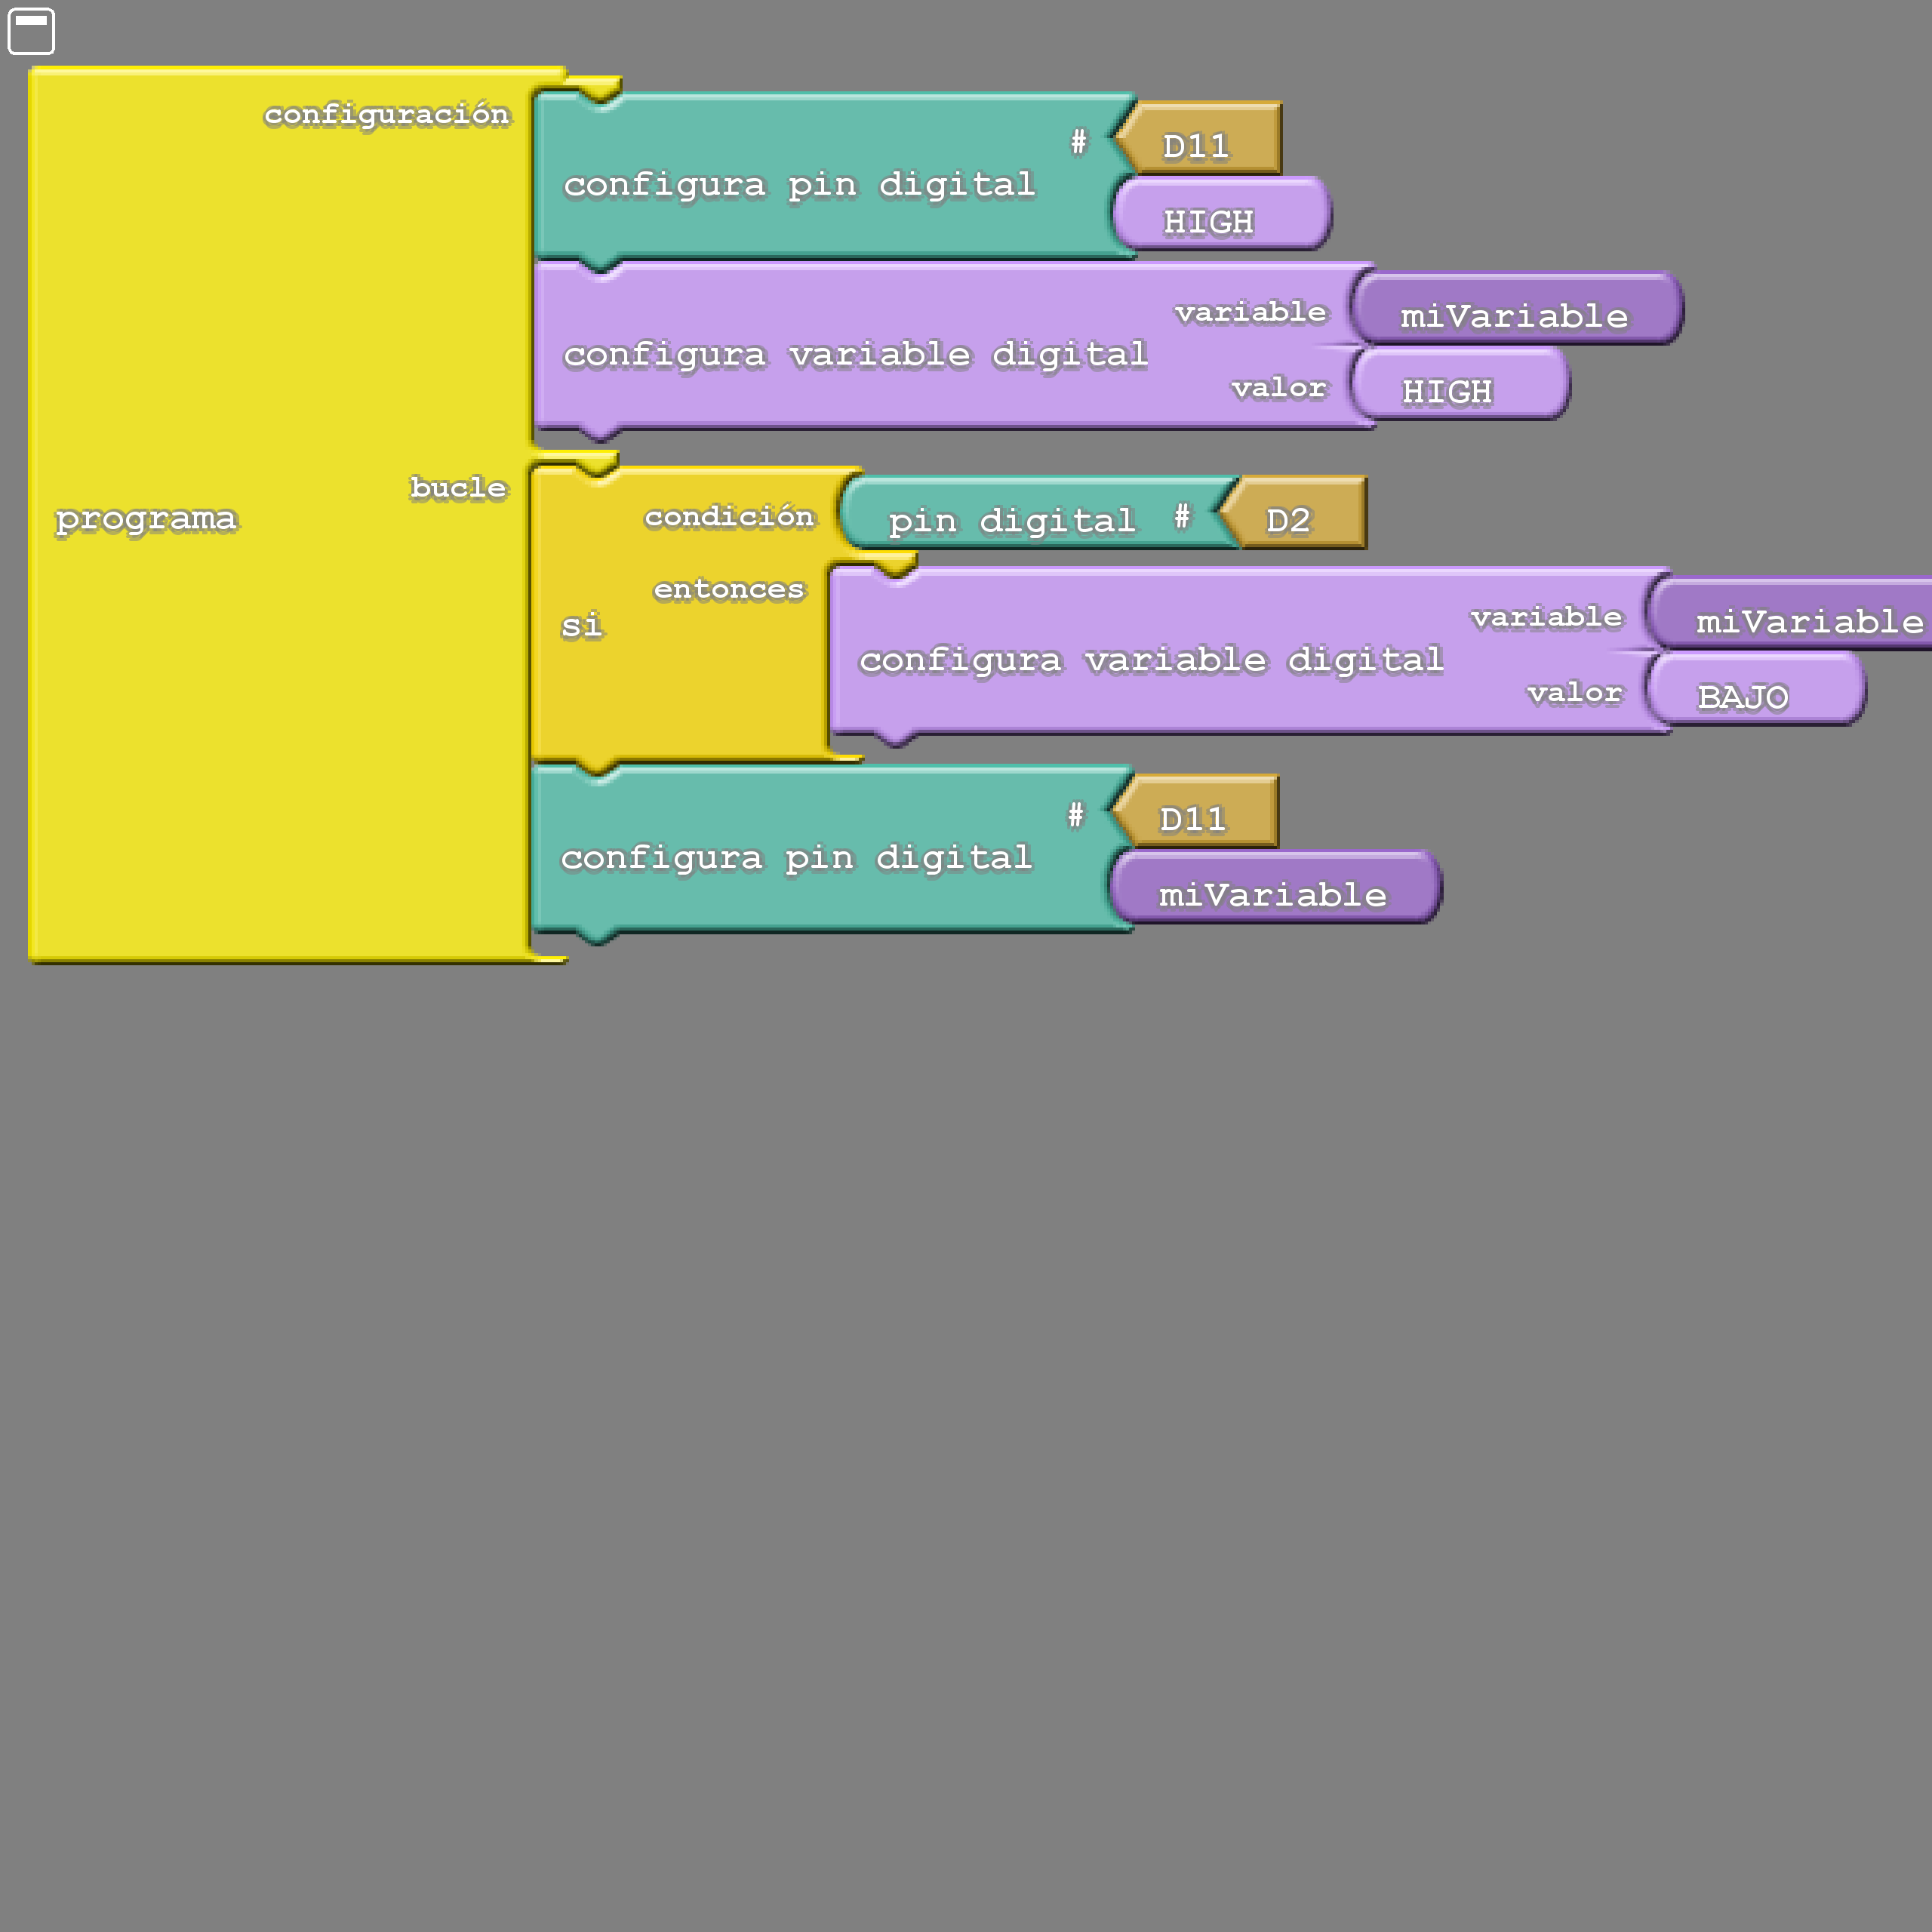 configuración
# D11
configura pin digital
HIGH
variable miVariable
configura variable digital
valor HIGH
bucle
programa
condición pin digital # D2
entonces
si
variable miVariable
configura variable digital
valor BAJO
# D11
configura pin digital
miVariable